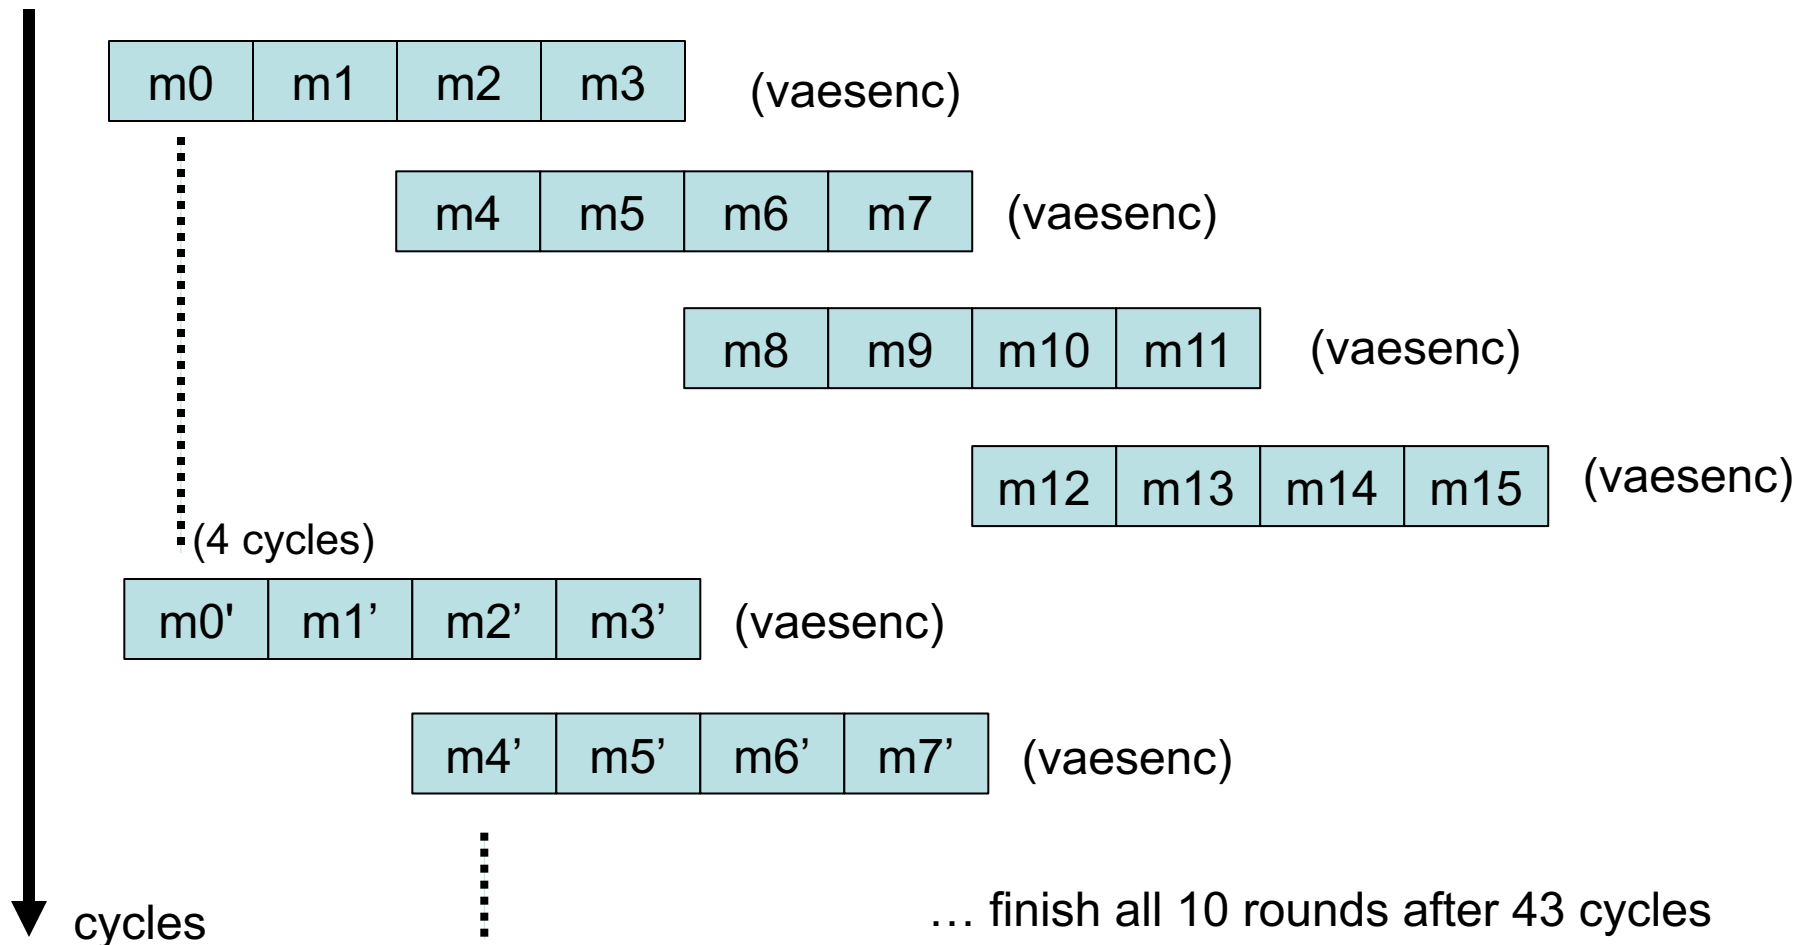 m0 m1 m2 m3 (vaesenc)
m4 m5 m6 m7 (vaesenc)
m8 m9 m10 m11 (vaesenc)
m12 m13 m14 m15 (vaesenc)
(4 cycles)
m0' m1’ m2’ m3’ (vaesenc)
m4’ m5’ m6’ m7’ (vaesenc)
cycles
… finish all 10 rounds after 43 cycles